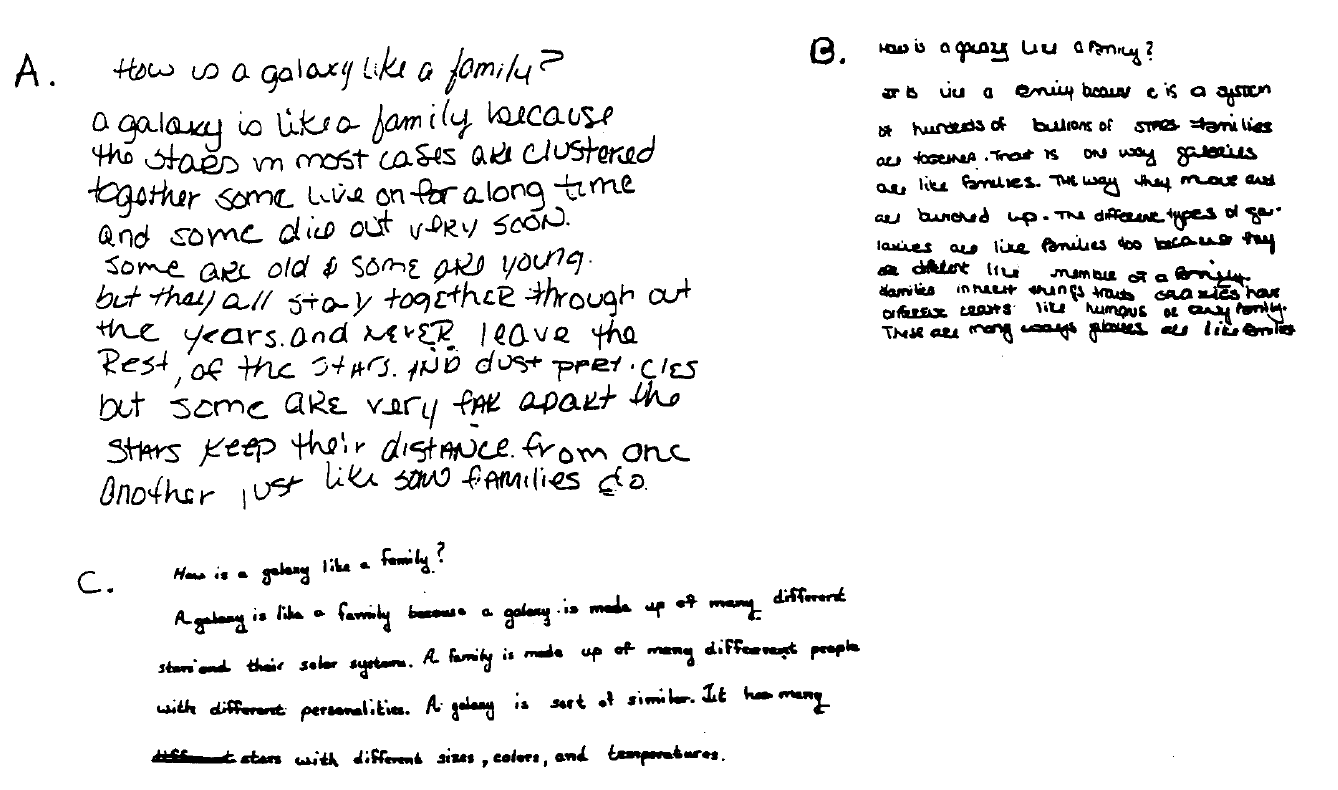 A.
How is a galaxy like a family?
a galaxy is like a family because
the stars in most cases are clustered
together some live on for a long time
and some dice out very soon.
some are old & some are young.
but they all stay together through out
the years. and never leave the
Rest, of the stars. AND dust
but some are very far apart the
stars keep their distance. from one
another just like some families do.
B.
How is a galaxy like a family?
It is like a family because it is a system
of hundreds of billions of stars families
are together. That is one way galaxies
are like families. The way they move and
are bunched up. The different types of ga-
laxies are like families too because they
are different like members of a family.
families inherit things traits galaxies have
different traits like humans or any family.
These are many ways galaxies are like families
C.
How is a galaxy like a family?
A galaxy is like a family because a galaxy is made up of many different
stars and their solar systems. A family is made up of many different people
with different personalities. A galaxy is sort of similar. It has many
different stars with different sizes, colors, and temperatures.